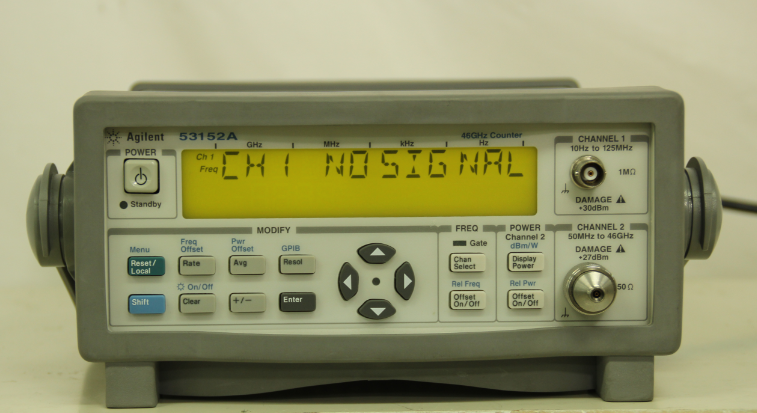 Agilent 53152A 46GHz Counter
GHz MHz kHz Hz
Ch 1
Freq
CH1 NO SIGNAL
POWER
Standby
CHANNEL 1
10Hz to 125MHz
1MΩ
DAMAGE
+30dBm
MODIFY
Menu
Reset/
Local
Freq
Offset
Rate
Pwr
Offset
Avg
GPIB
Resol
Shift
On/Off
Clear
+/−
Enter
FREQ
Gate
Chan
Select
Rel Freq
Offset
On/Off
POWER
Channel 2
dBm/W
Display
Power
Rel Pwr
Offset
On/Off
CHANNEL 2
50MHz to 46GHz
DAMAGE
+27dBm
50Ω